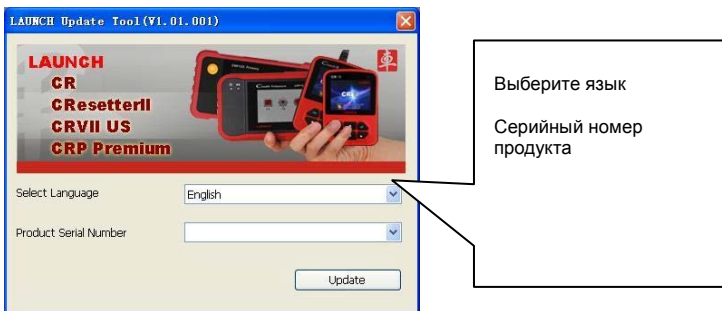 LAUNCH Update Tool(V1.01.001)
LAUNCH
CR
CResetterII
CRVII US
CRP Premium
Select Language
English
Product Serial Number
Update
Выберите язык
Серийный номер
продукта